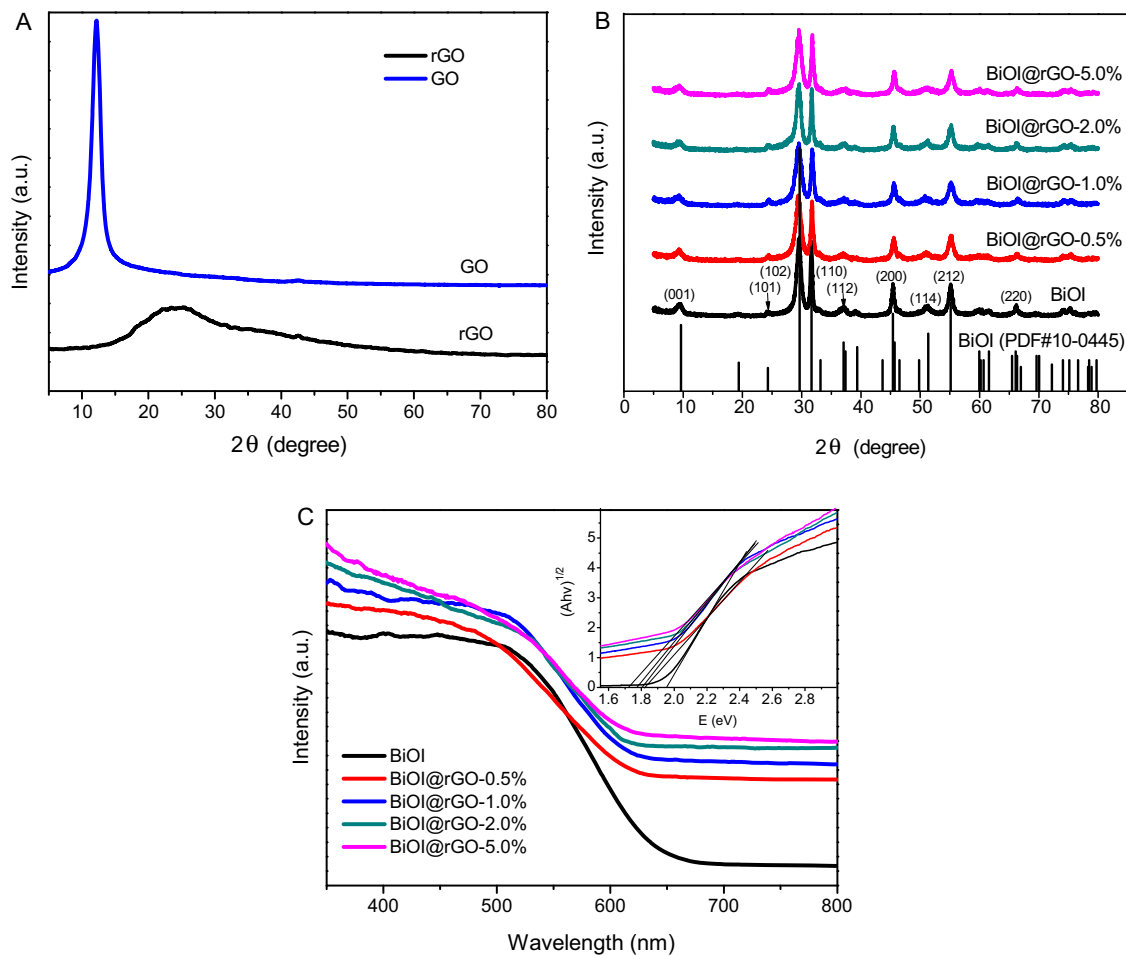 A
rGO
GO
GO
rGO
Intensity (a.u.)
10 20 30 40 50 60 70 80
2θ (degree)
B
BiOI@rGO-5.0%
BiOI@rGO-2.0%
BiOI@rGO-1.0%
BiOI@rGO-0.5%
(102) (110) (200) (212)
(001) (101) (112) (114) (220) BiOI
BiOI (PDF#10-0445)
Intensity (a.u.)
0 10 20 30 40 50 60 70 80
2θ (degree)
C
5
4
3
2
1
0
(Ahv)1/2
1.6 1.8 2.0 2.2 2.4 2.6 2.8
E (eV)
BiOI
BiOI@rGO-0.5%
BiOI@rGO-1.0%
BiOI@rGO-2.0%
BiOI@rGO-5.0%
Intensity (a.u.)
400 500 600 700 800
Wavelength (nm)